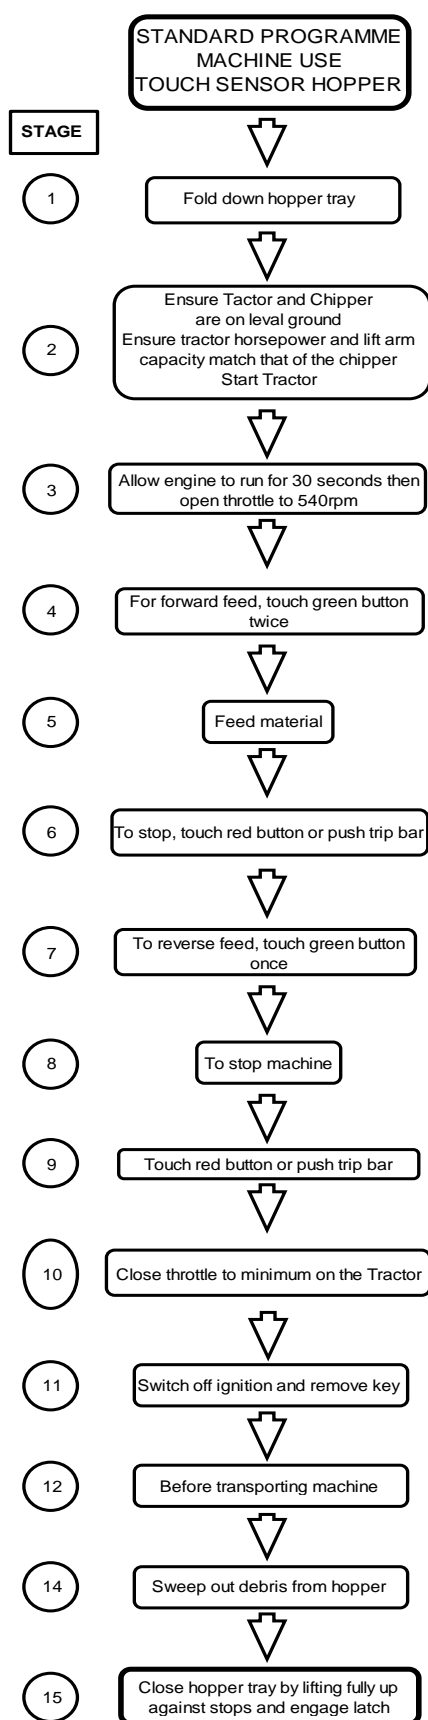 STANDARD PROGRAMME
MACHINE USE
TOUCH SENSOR HOPPER
STAGE
1
Fold down hopper tray
2
Ensure Tactor and Chipper
are on leval ground
Ensure tractor horsepower and lift arm
capacity match that of the chipper
Start Tractor
3
Allow engine to run for 30 seconds then
open throttle to 540rpm
4
For forward feed, touch green button
twice
5
Feed material
6
To stop, touch red button or push trip bar
7
To reverse feed, touch green button
once
8
To stop machine
9
Touch red button or push trip bar
10
Close throttle to minimum on the Tractor
11
Switch off ignition and remove key
12
Before transporting machine
14
Sweep out debris from hopper
15
Close hopper tray by lifting fully up
against stops and engage latch